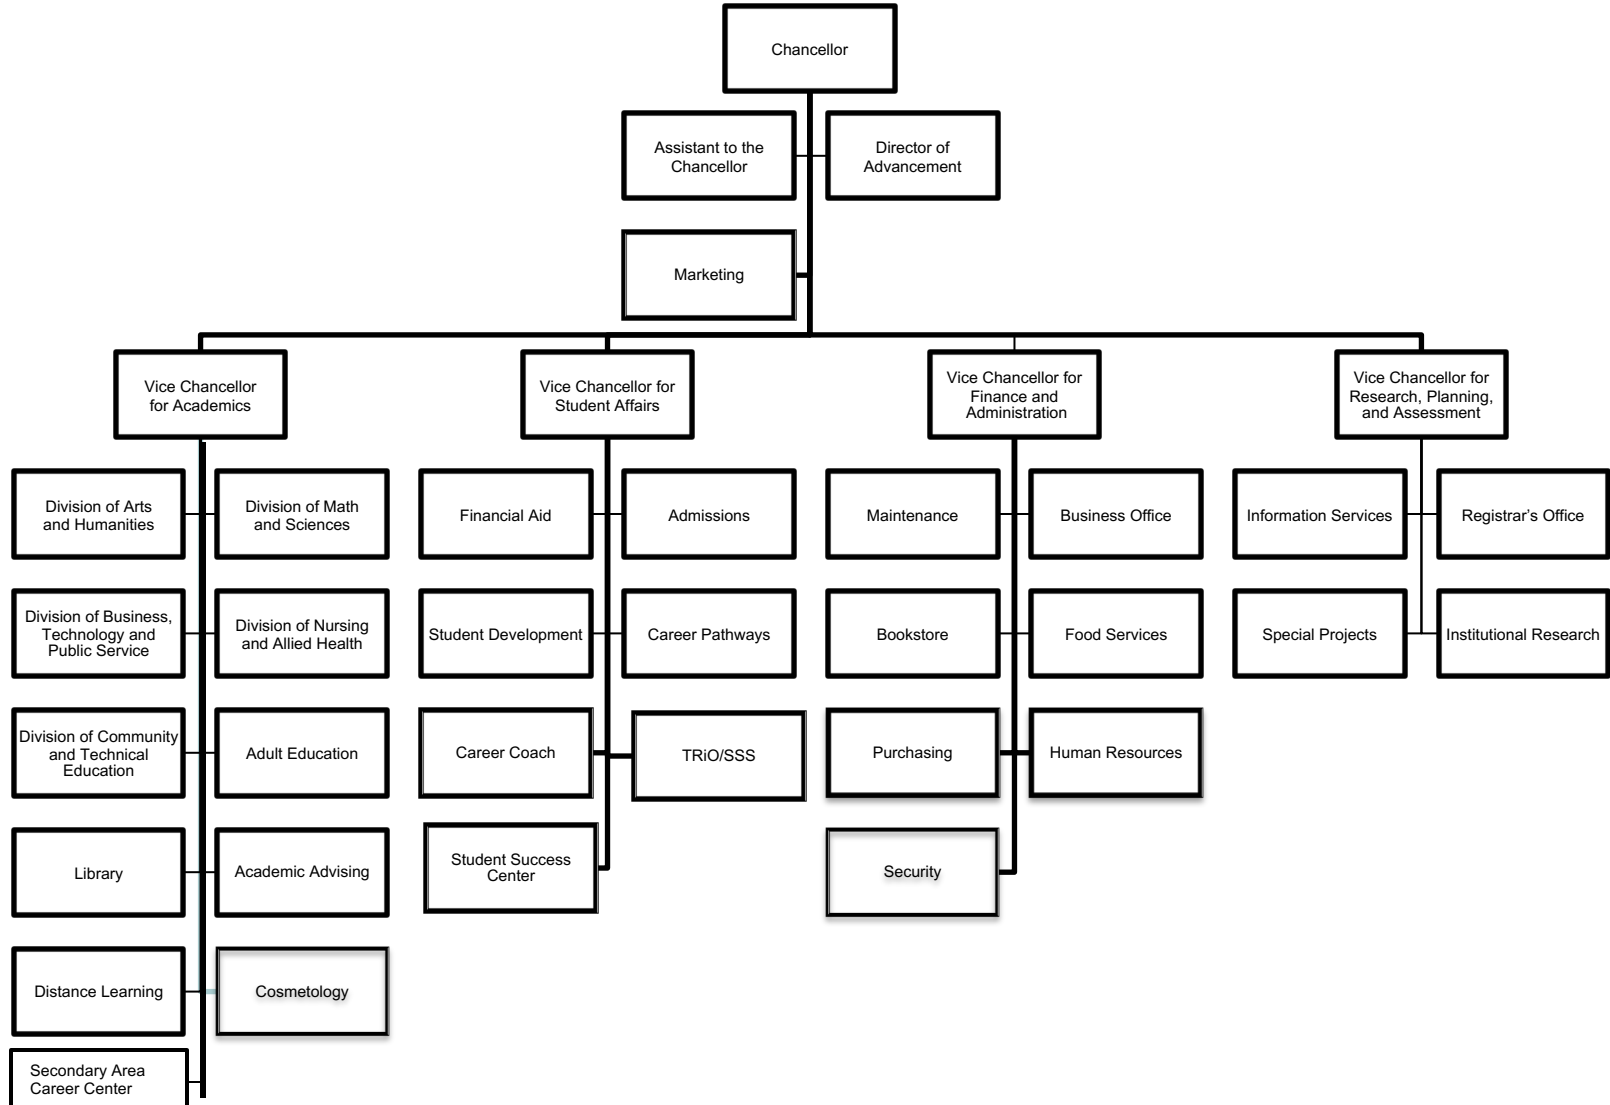 Chancellor
Assistant to the
Chancellor
Director of
Advancement
Marketing
Vice Chancellor
for Academics
Vice Chancellor for
Student Affairs
Vice Chancellor for
Finance and
Administration
Vice Chancellor for
Research, Planning,
and Assessment
Division of Arts
and Humanities
Division of Math
and Sciences
Financial Aid
Admissions
Maintenance
Business Office
Information Services
Registrar’s Office
Division of Business,
Technology and
Public Service
Division of Nursing
and Allied Health
Student Development
Career Pathways
Bookstore
Food Services
Special Projects
Institutional Research
Division of Community
and Technical
Education
Adult Education
Career Coach
TRiO/SSS
Purchasing
Human Resources
Library
Academic Advising
Student Success
Center
Security
Distance Learning
Cosmetology
Secondary Area
Career Center